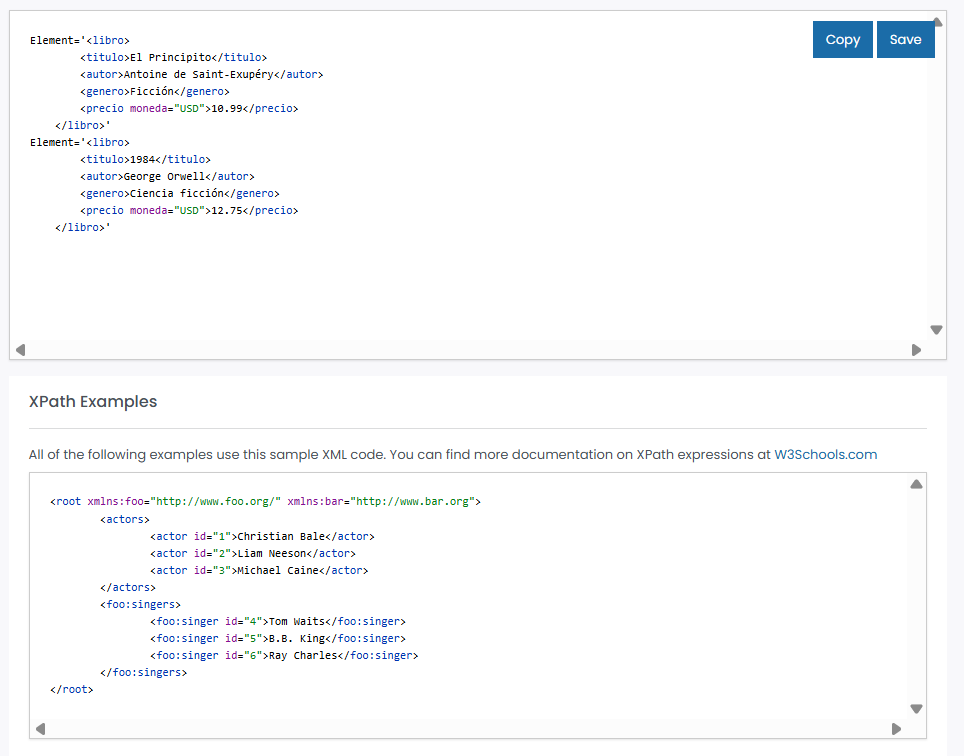 Copy
Save
Element='<libro>
<titulo>El Principito</titulo>
<autor>Antoine de Saint-Exupéry</autor>
<genero>Ficción</genero>
<precio moneda="USD">10.99</precio>
</libro>'
Element='<libro>
<titulo>1984</titulo>
<autor>George Orwell</autor>
<genero>Ciencia ficción</genero>
<precio moneda="USD">12.75</precio>
</libro>'
XPath Examples
All of the following examples use this sample XML code. You can find more documentation on XPath expressions at W3Schools.com
<root xmlns:foo="http://www.foo.org/" xmlns:bar="http://www.bar.org">
<actors>
<actor id="1">Christian Bale</actor>
<actor id="2">Liam Neeson</actor>
<actor id="3">Michael Caine</actor>
</actors>
<foo:singers>
<foo:singer id="4">Tom Waits</foo:singer>
<foo:singer id="5">B.B. King</foo:singer>
<foo:singer id="6">Ray Charles</foo:singer>
</foo:singers>
</root>